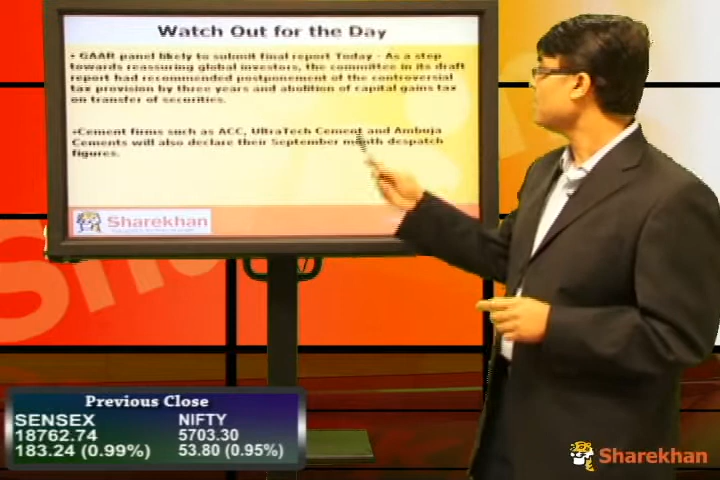 Watch Out for the Day
• GAAR panel likely to submit final report Today - As a step
towards reassuring global investors, the committee in its draft
report had recommended postponement of the controversial
tax provision by three years and abolition of capital gains tax
on transfer of securities.
•Cement firms such as ACC, UltraTech Cement and Ambuja
Cements will also declare their September month despatch
figures.
Sharekhan
Previous Close
SENSEX NIFTY
18762.74 5703.30
183.24 (0.99%) 53.80 (0.95%)
Sharekhan